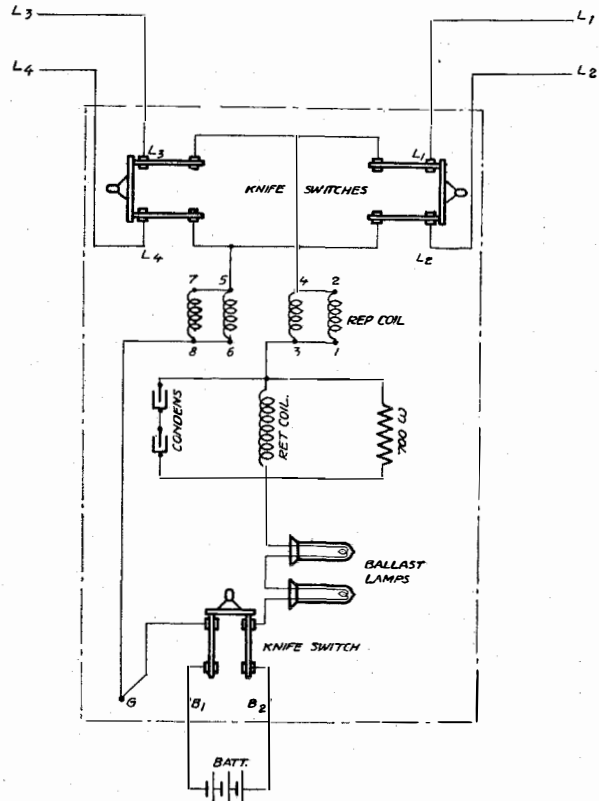 L3
L1
L4
L2
L3
L1
KNIFE SWITCHES
L4
L2
7
5
4
2
REP COIL
8
6
3
1
CONDENS
RET COIL.
700 ω
BALLAST
LAMPS
KNIFE SWITCH
G
B1
B2
BATT.